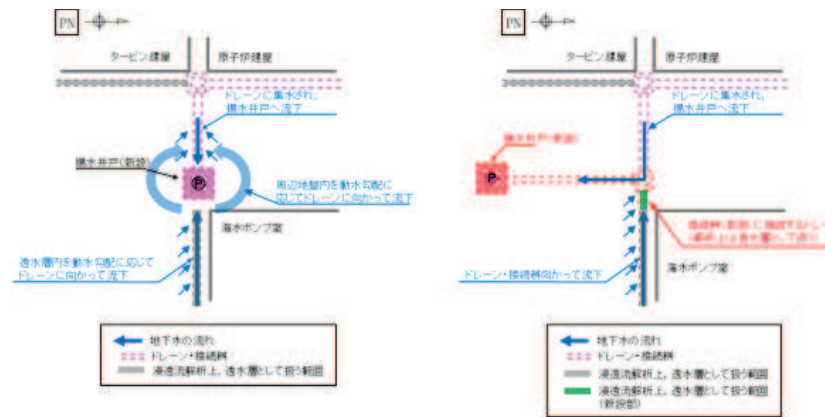 PN
タービン建屋
原子炉建屋
ドレーンに集水され,
揚水井戸へ流下
揚水井戸(新設)
P
周辺地盤内を動水勾配に
応じてドレーンに向かって流下
海水ポンプ室
透水層内を動水勾配に応じて
ドレーンに向かって流下
地下水の流れ
ドレーン・接続桝
浸透流解析上,透水層として扱う範囲
PN
タービン建屋
原子炉建屋
ドレーンに集水され,
揚水井戸へ流下
揚水井戸(新設)
P
海水ポンプ室
ドレーン・接続桝向かって流下
地下水の流れ
ドレーン・接続桝
浸透流解析上,透水層として扱う範囲
浸透流解析上,透水層として扱う範囲
(新設部)